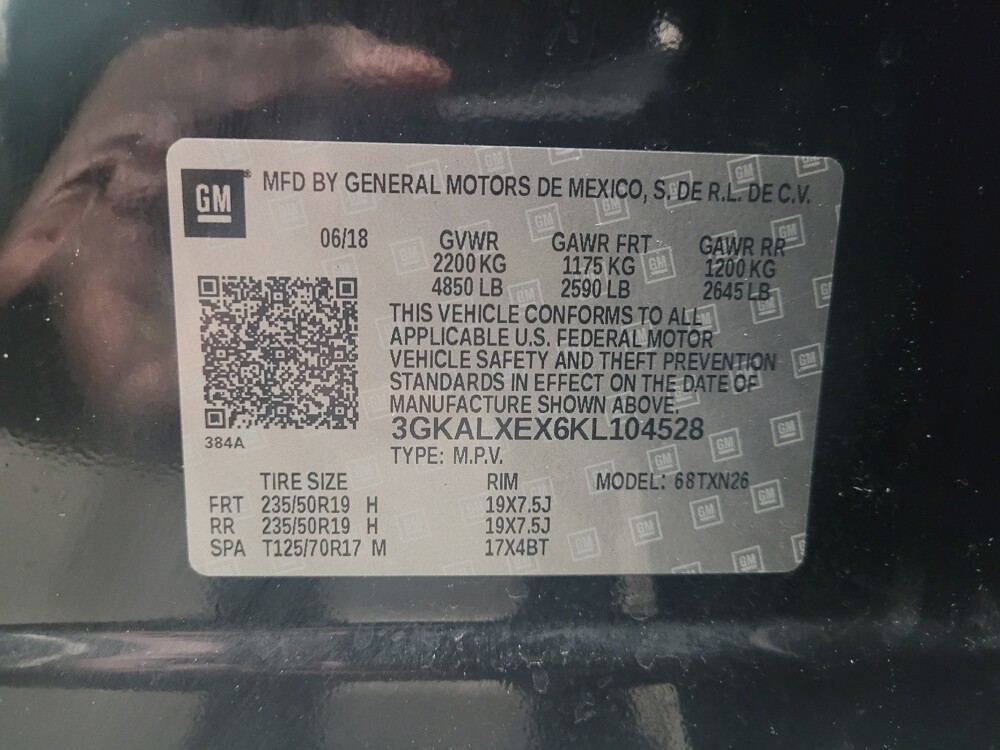 GM® MFD BY GENERAL MOTORS DE MEXICO, S. DE R.L. DE C.V.
06/18 GVWR GAWR FRT GAWR RR
2200 KG 1175 KG 1200 KG
4850 LB 2590 LB 2645 LB
THIS VEHICLE CONFORMS TO ALL
APPLICABLE U.S. FEDERAL MOTOR
VEHICLE SAFETY AND THEFT PREVENTION
STANDARDS IN EFFECT ON THE DATE OF
MANUFACTURE SHOWN ABOVE.
3GKALXEX6KL104528
384A
TYPE: M.P.V.
TIRE SIZE RIM MODEL: 68TXN26
FRT 235/50R19 H 19X7.5J
RR 235/50R19 H 19X7.5J
SPA T125/70R17 M 17X4BT